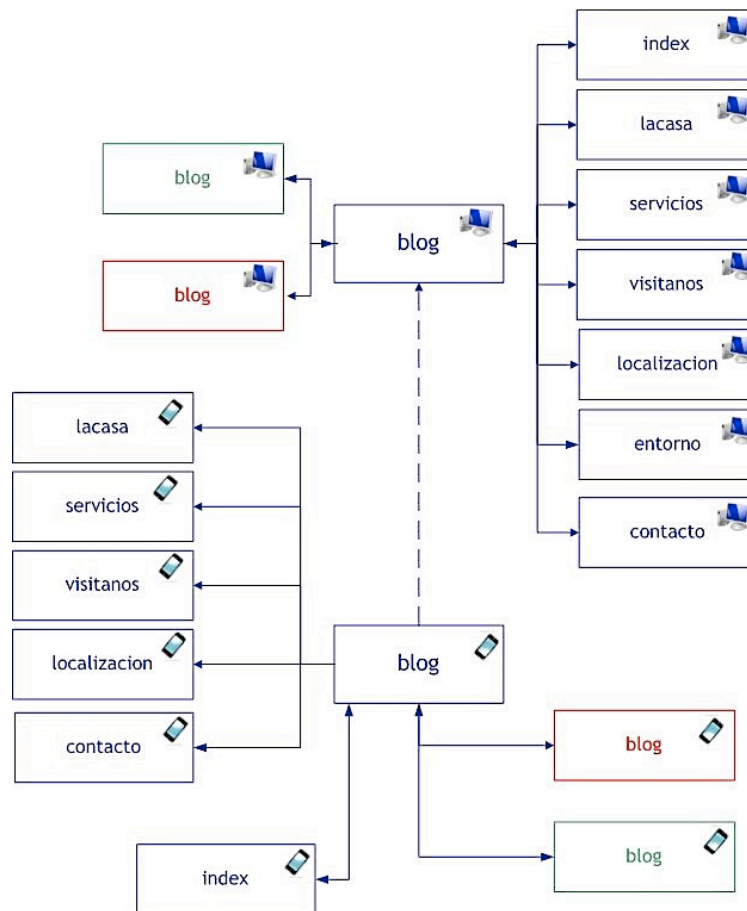 index
lacasa
servicios
visitanos
localizacion
entorno
contacto
blog
blog
blog
lacasa
servicios
visitanos
localizacion
contacto
blog
blog
blog
index